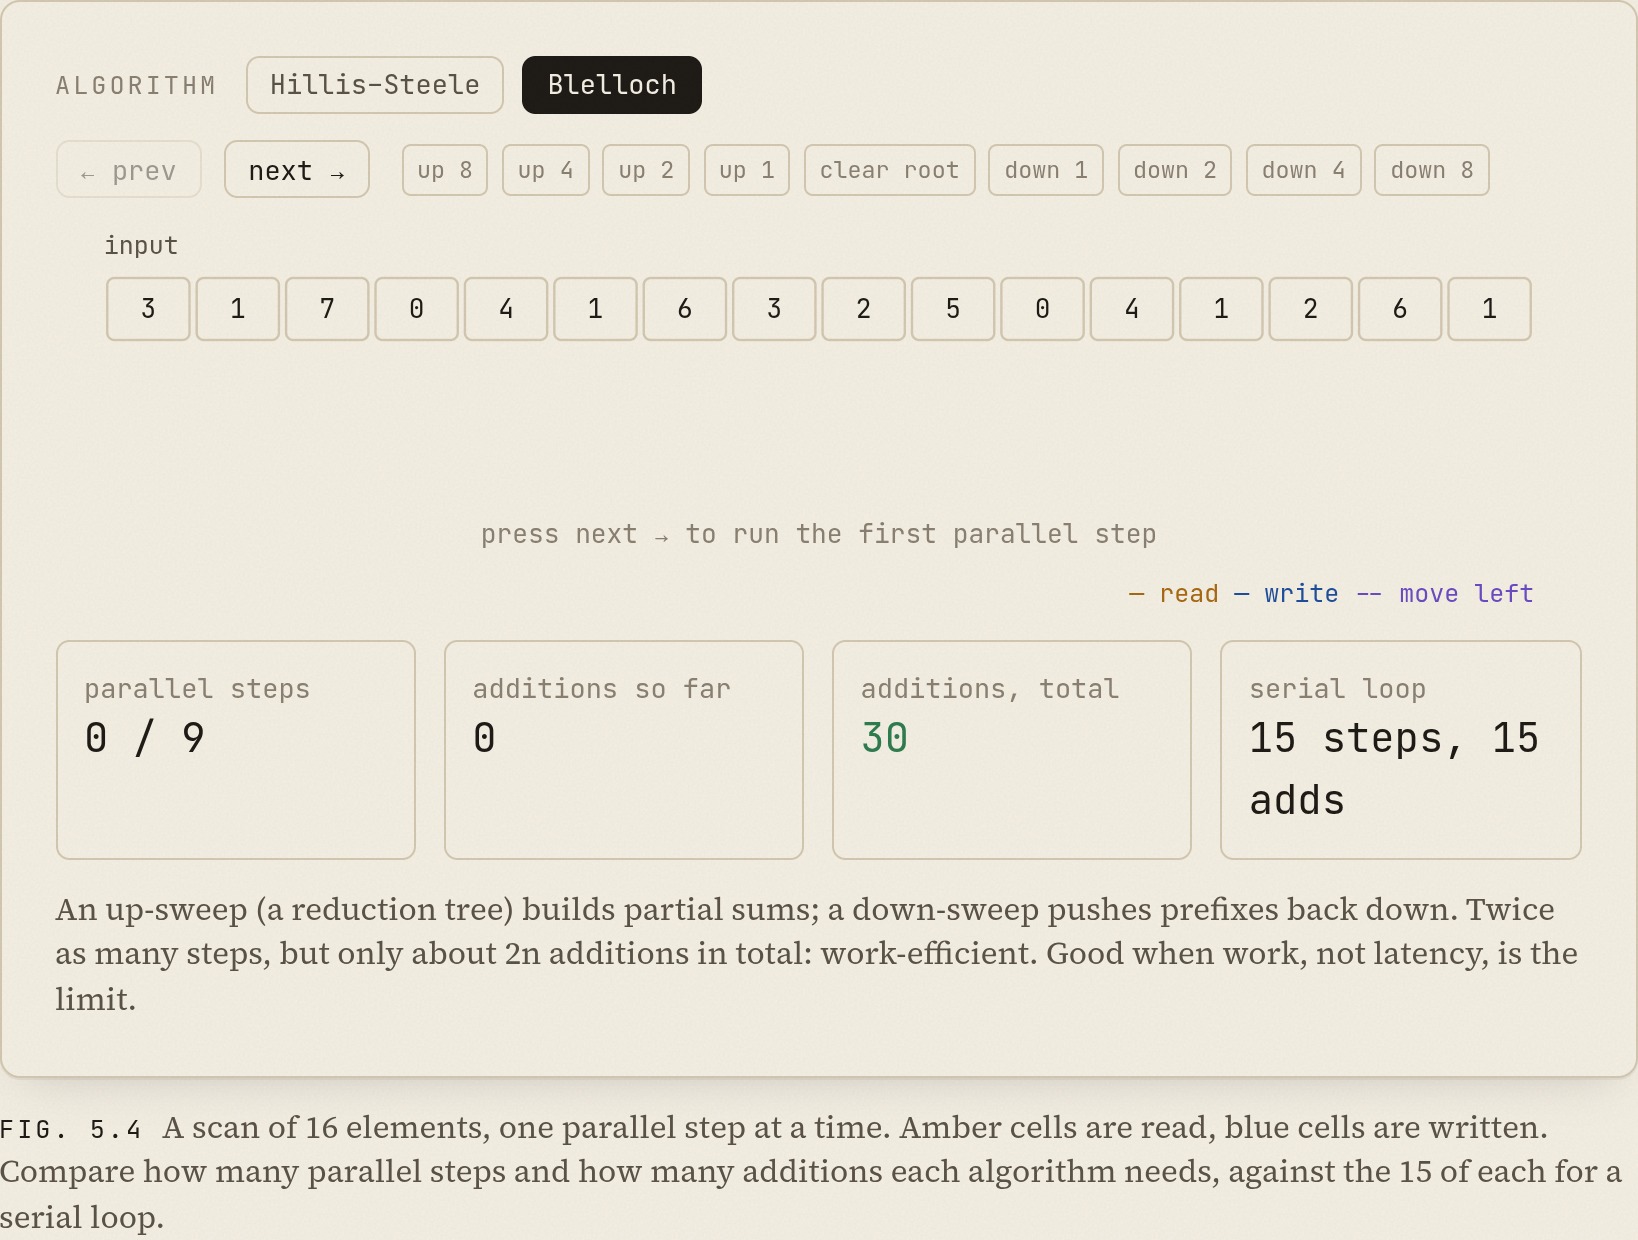 ALGORITHM Hillis–Steele Blelloch
← prev next → up 8 up 4 up 2 up 1 clear root down 1 down 2 down 4 down 8
input
3 1 7 0 4 1 6 3 2 5 0 4 1 2 6 1
press next → to run the first parallel step
— read — write -- move left
parallel steps additions so far additions, total serial loop
0 / 9 0 30 15 steps, 15
adds
An up-sweep (a reduction tree) builds partial sums; a down-sweep pushes prefixes back down. Twice
as many steps, but only about 2n additions in total: work-efficient. Good when work, not latency, is the
limit.
FIG. 5.4 A scan of 16 elements, one parallel step at a time. Amber cells are read, blue cells are written.
Compare how many parallel steps and how many additions each algorithm needs, against the 15 of each for a
serial loop.